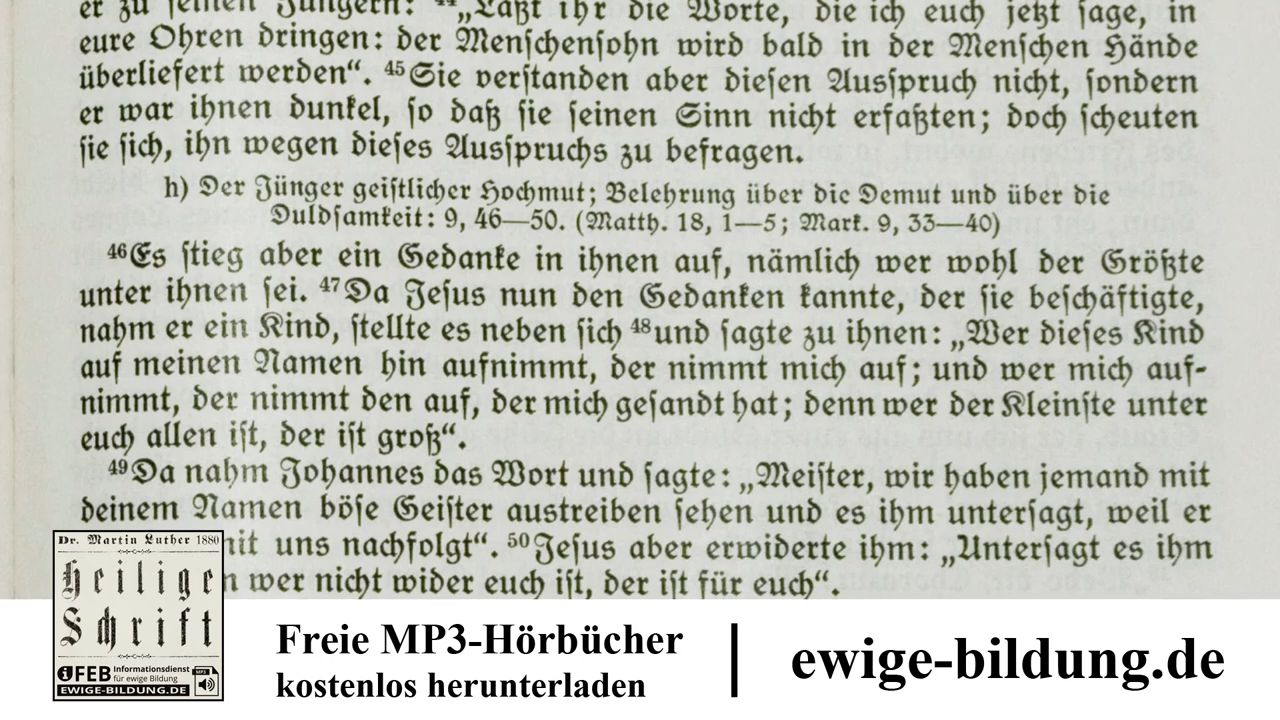 er zu seinen Jüngern: ⁴⁴„Laßt ihr die Worte, die ich euch jetzt sage, in
eure Ohren dringen: der Menschensohn wird bald in der Menschen Hände
überliefert werden“. ⁴⁵Sie verstanden aber diesen Ausspruch nicht, sondern
er war ihnen dunkel, so daß sie seinen Sinn nicht erfaßten; doch scheuten
sie sich, ihn wegen dieses Ausspruchs zu befragen.
h) Der Jünger geistlicher Hochmut; Belehrung über die Demut und über die
Duldsamkeit: 9, 46—50. (Matth. 18, 1—5; Mark. 9, 33—40)
⁴⁶Es stieg aber ein Gedanke in ihnen auf, nämlich wer wohl der Größte
unter ihnen sei. ⁴⁷Da Jesus nun den Gedanken kannte, der sie beschäftigte,
nahm er ein Kind, stellte es neben sich ⁴⁸und sagte zu ihnen: „Wer dieses Kind
auf meinen Namen hin aufnimmt, der nimmt mich auf; und wer mich auf-
nimmt, der nimmt den auf, der mich gesandt hat; denn wer der Kleinste unter
euch allen ist, der ist groß“.
⁴⁹Da nahm Johannes das Wort und sagte: „Meister, wir haben jemand mit
deinem Namen böse Geister austreiben sehen und es ihm untersagt, weil er
uns nachfolgt“. ⁵⁰Jesus aber erwiderte ihm: „Untersagt es ihm
wer nicht wider euch ist, der ist für euch“.
Dr. Martin Luther 1880
Heilige
Schrift
iFEB Informationsdienst
für ewige Bildung
MP3
EWIGE-BILDUNG.DE
Freie MP3-Hörbücher
kostenlos herunterladen
ewige-bildung.de